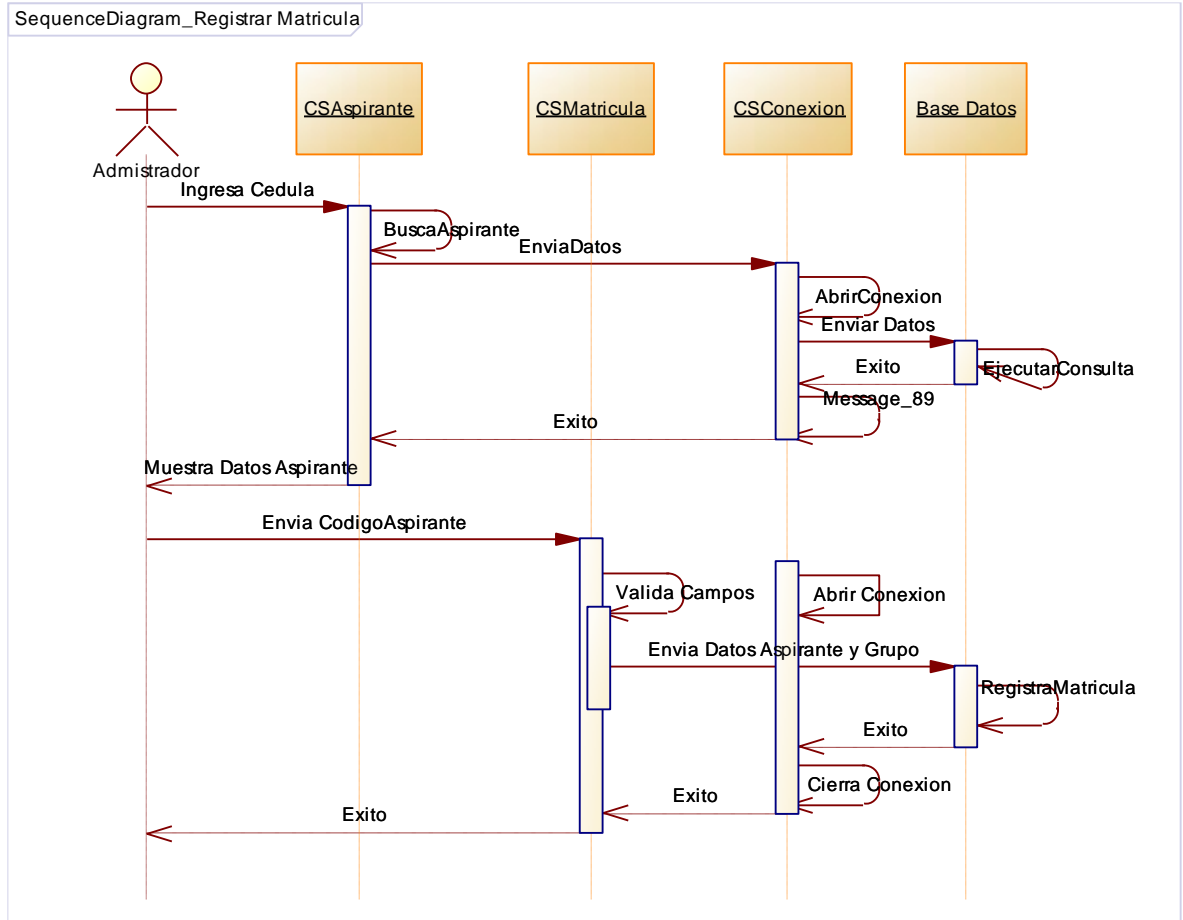 SequenceDiagram_Registrar Matricula
CSAspirante
CSMatricula
CSConexion
Base Datos
Admistrador
Ingresa Cedula
BuscaAspirante
EnviaDatos
AbrirConexion
Enviar Datos
Exito
EjecutarConsulta
Message_89
Exito
Muestra Datos Aspirante
Envia CodigoAspirante
Valida Campos
Abrir Conexion
Envia Datos Aspirante y Grupo
RegistraMatricula
Exito
Cierra Conexion
Exito
Exito